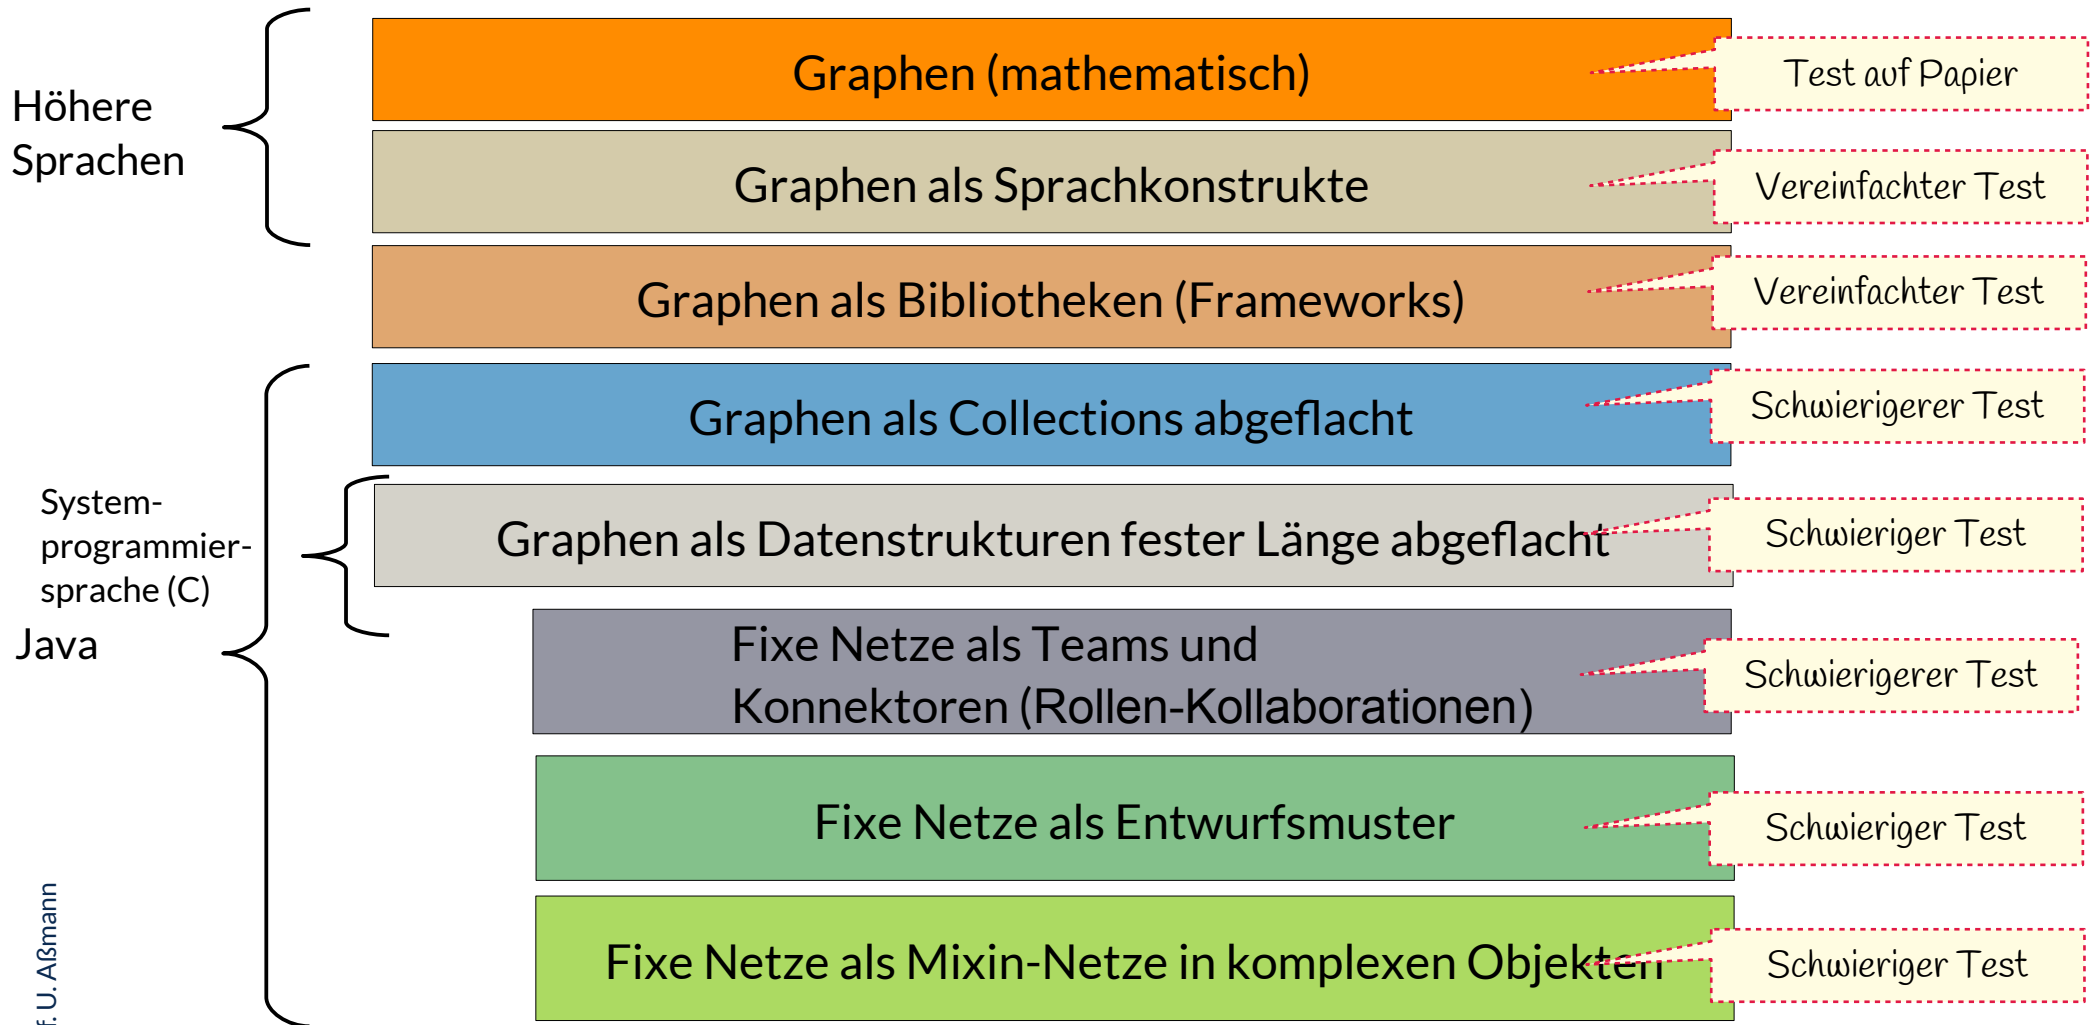 Höhere
Sprachen
Graphen (mathematisch)
Test auf Papier
Graphen als Sprachkonstrukte
Vereinfachter Test
Graphen als Bibliotheken (Frameworks)
Vereinfachter Test
Graphen als Collections abgeflacht
Schwierigerer Test
System-
programmier-
sprache (C)
Java
Graphen als Datenstrukturen fester Länge abgeflacht
Schwieriger Test
Fixe Netze als Teams und
Konnektoren (Rollen-Kollaborationen)
Schwierigerer Test
Fixe Netze als Entwurfsmuster
Schwieriger Test
Fixe Netze als Mixin-Netze in komplexen Objekten
Schwieriger Test
f. U. Aßmann